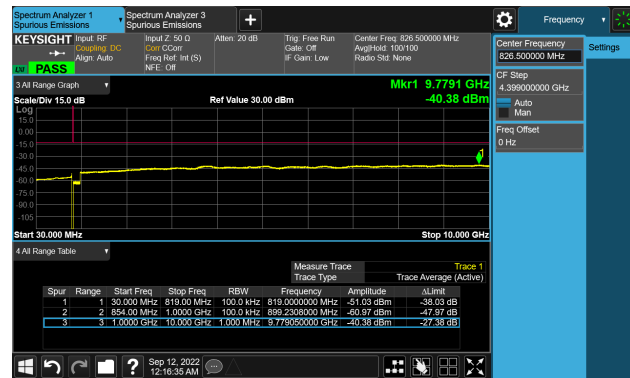 Spectrum Analyzer 1
Spurious Emissions
Spectrum Analyzer 3
Spurious Emissions
+
Frequency
KEYSIGHT
Input: RF
Coupling: DC
Align: Auto
Input Z: 50 Ω
Corr CCorr
Freq Ref: Int (S)
NFE: Off
Atten: 20 dB
Trig: Free Run
Gate: Off
IF Gain: Low
Center Freq: 826.500000 MHz
Avg|Hold: 100/100
Radio Std: None
LXI PASS
Center Frequency
826.500000 MHz
Settings
CF Step
4.399000000 GHz
Auto
Man
Freq Offset
0 Hz
3 All Range Graph
Mkr1 9.7791 GHz
Scale/Div 15.0 dB
Ref Value 30.00 dBm
-40.38 dBm
Log
15.0
0.00
-15.0
-30.0
-45.0
-60.0
-75.0
-90.0
-105
1
Start 30.000 MHz
Stop 10.000 GHz
4 All Range Table
Measure Trace Trace 1
Trace Type Trace Average (Active)
Spur Range Start Freq Stop Freq RBW Frequency Amplitude ΔLimit
1 1 30.000 MHz 819.00 MHz 100.0 kHz 819.0000000 MHz -51.03 dBm -38.03 dB
2 2 854.00 MHz 1.0000 GHz 100.0 kHz 899.2308000 MHz -60.97 dBm -47.97 dB
3 3 1.0000 GHz 10.000 GHz 1.000 MHz 9.779050000 GHz -40.38 dBm -27.38 dB
?
Sep 12, 2022
12:16:35 AM